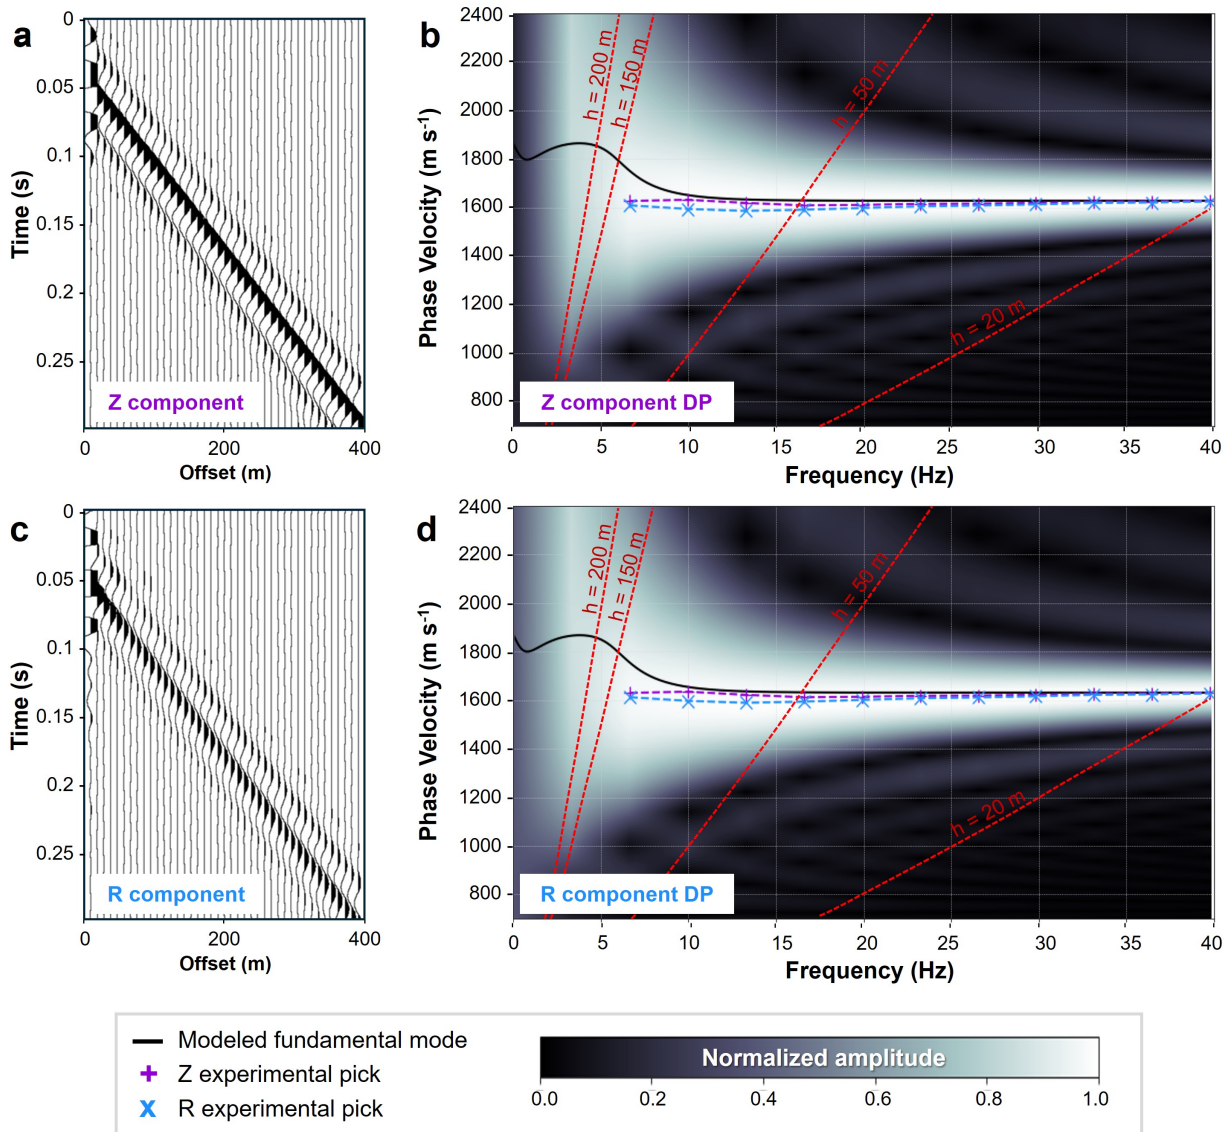 a
0
0.05
0.1
0.15
0.2
0.25
Time (s)
Z component
0
200
400
Offset (m)
b
2400
2200
2000
1800
1600
1400
1200
1000
800
Phase Velocity (m s-1)
h = 200 m
h = 150 m
h = 50 m
h = 20 m
Z component DP
0
5
10
15
20
25
30
35
40
Frequency (Hz)
c
0
0.05
0.1
0.15
0.2
0.25
Time (s)
R component
0
200
400
Offset (m)
d
2400
2200
2000
1800
1600
1400
1200
1000
800
Phase Velocity (m s-1)
h = 200 m
h = 150 m
h = 50 m
h = 20 m
R component DP
0
5
10
15
20
25
30
35
40
Frequency (Hz)
Modeled fundamental mode
Z experimental pick
R experimental pick
Normalized amplitude
0.0
0.2
0.4
0.6
0.8
1.0